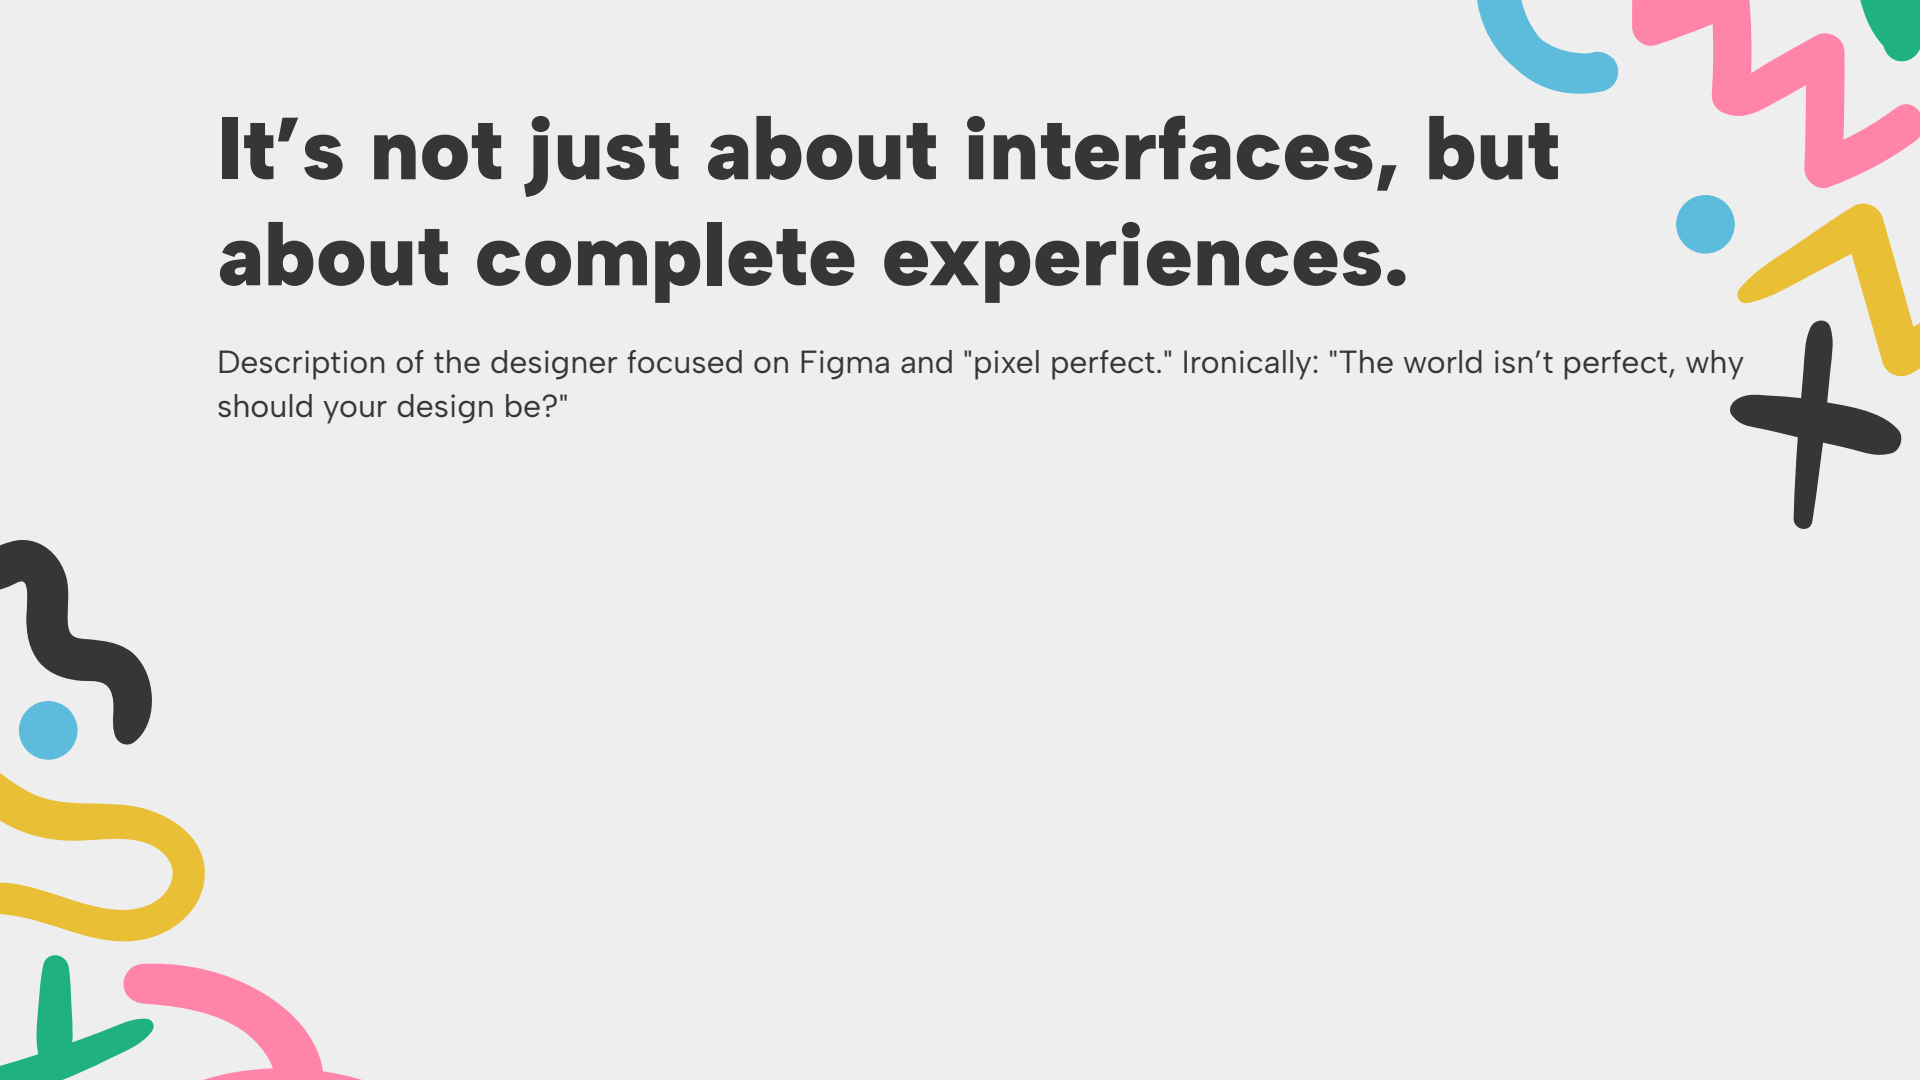 It’s not just about interfaces, but
about complete experiences.
Description of the designer focused on Figma and "pixel perfect." Ironically: "The world isn’t perfect, why
should your design be?"